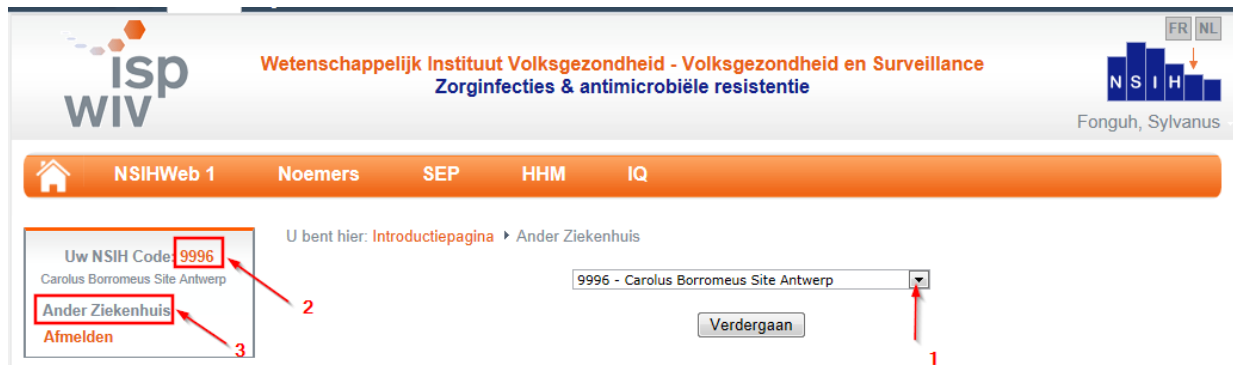 FR NL
isp
WIV
Wetenschappelijk Instituut Volksgezondheid - Volksgezondheid en Surveillance
Zorginfecties & antimicrobiële resistentie
NSIH
Fonguh, Sylvanus
NSIHWeb 1 Noemers SEP HHM IQ
U bent hier: Introductiepagina Ander Ziekenhuis
Uw NSIH Code: 9996
Carolus Borromeus Site Antwerp
Ander Ziekenhuis
Afmelden
2
3
9996 - Carolus Borromeus Site Antwerp
Verdergaan
1